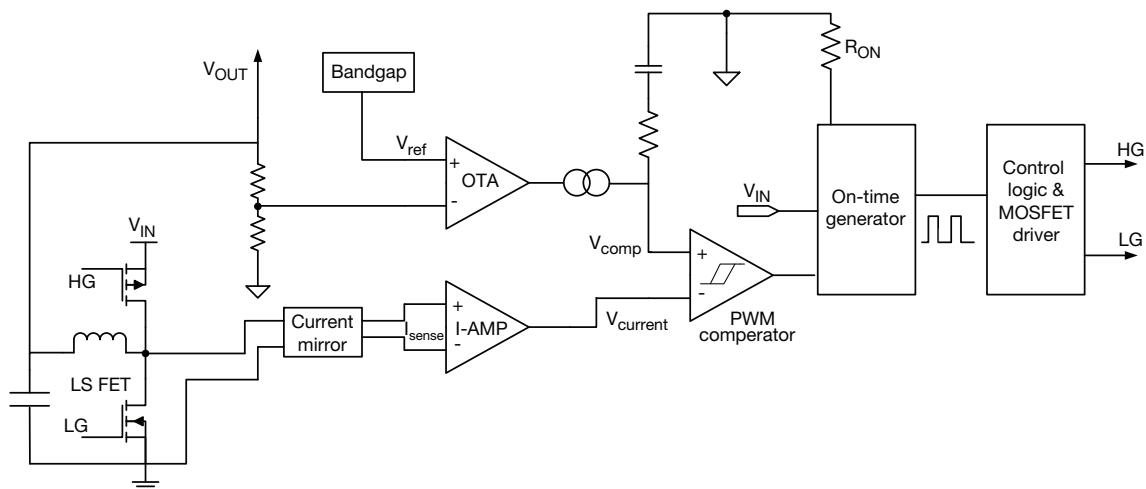 V_OUT
Bandgap
V_ref
+
OTA
-
R_ON
V_IN
On-time
generator
Control
logic &
MOSFET
driver
HG
LG
V_comp
+
-
PWM
comperator
V_IN
HG
LS FET
LG
Current
mirror
I_sense
+
I-AMP
-
V_current